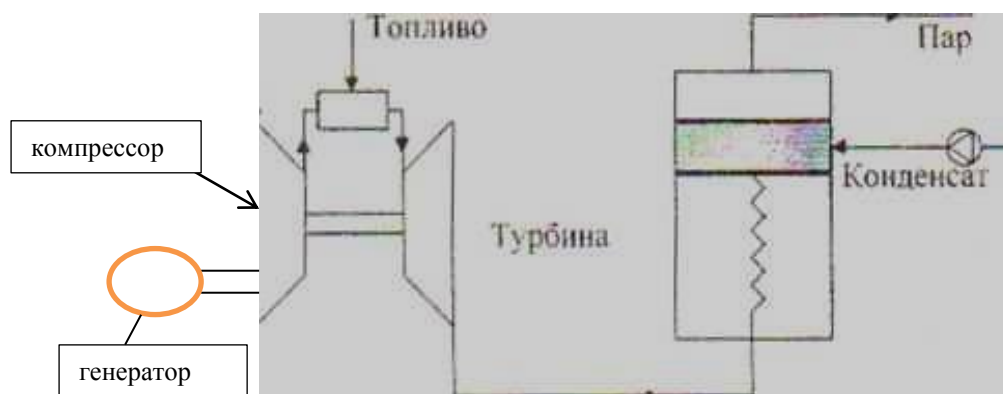 Топливо
Пар
компрессор
Конденсат
Турбина
генератор